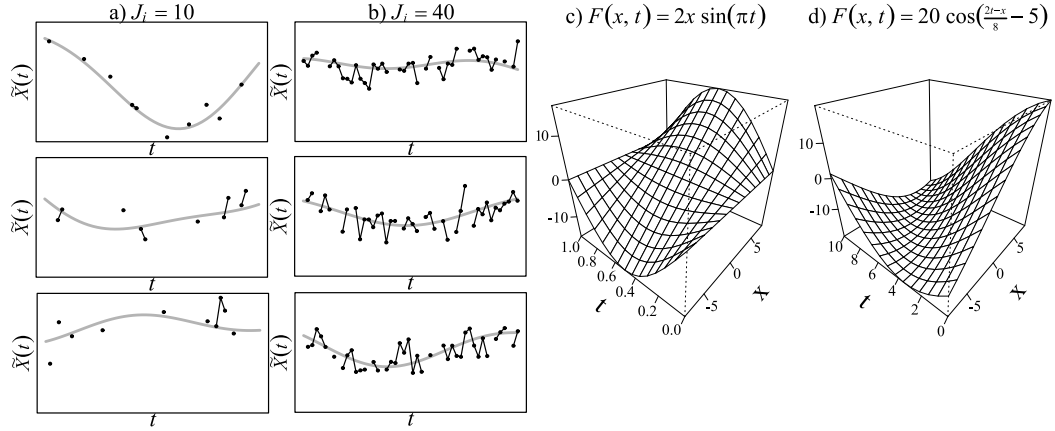 a) J_i = 10
b) J_i = 40
c) F(x, t) = 2x sin(πt)
d) F(x, t) = 20 cos(\frac{2t−x}{8} − 5)
X̃(t)
t
X̃(t)
t
X̃(t)
t
X̃(t)
t
X̃(t)
t
X̃(t)
t
10
0
-10
1.0
0.8
0.6
0.4
0.2
0.0
t
-5
0
5
x
10
0
-10
10
8
6
4
2
0
t
-5
0
5
x